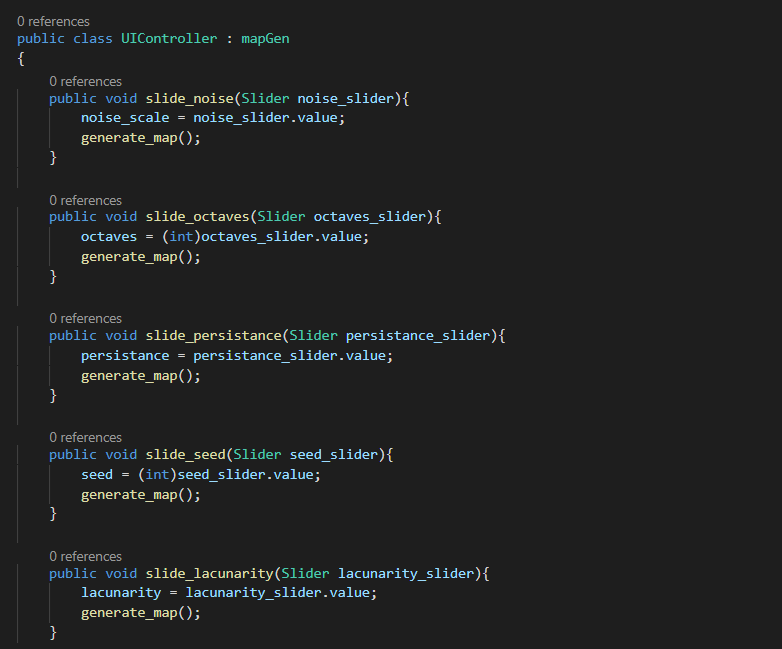 0 references
public class UIController : mapGen
{
0 references
public void slide_noise(Slider noise_slider){
noise_scale = noise_slider.value;
generate_map();
}
0 references
public void slide_octaves(Slider octaves_slider){
octaves = (int)octaves_slider.value;
generate_map();
}
0 references
public void slide_persistance(Slider persistance_slider){
persistance = persistance_slider.value;
generate_map();
}
0 references
public void slide_seed(Slider seed_slider){
seed = (int)seed_slider.value;
generate_map();
}
0 references
public void slide_lacunarity(Slider lacunarity_slider){
lacunarity = lacunarity_slider.value;
generate_map();
}